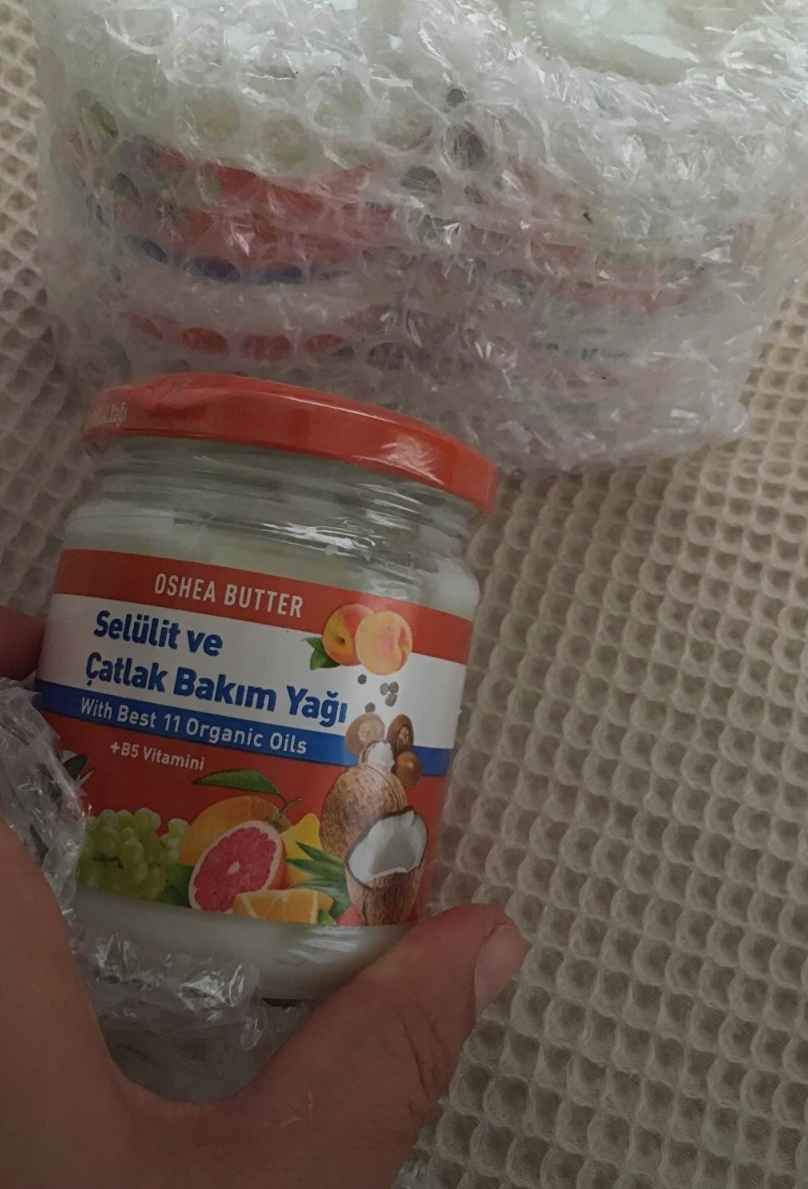 OSHEA BUTTER
Selülit ve
Çatlak Bakım Yağı
With Best 11 Organic Oils
+B5 Vitamini